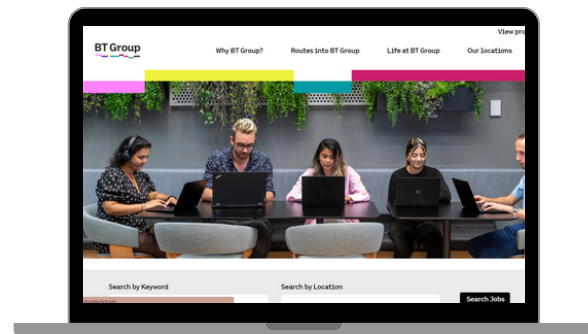 View pro
BT Group
Why BT Group?
Routes into BT Group
Life at BT Group
Our locations
Search by Keyword
Search by Location
Search Jobs